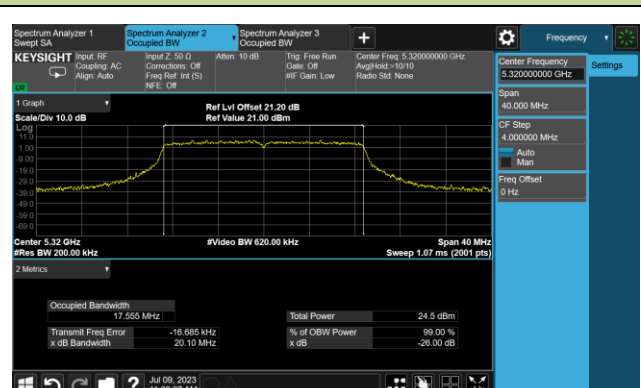 Spectrum Analyzer 1
Swept SA
Spectrum Analyzer 2
Occupied BW
Spectrum Analyzer 3
Occupied BW
Frequency
KEYSIGHT
Input: RF
Coupling: AC
Align: Auto
Input Z: 50 Ω
Corrections: Off
Freq Ref: Int (S)
NFE: Off
Atten: 10 dB
Trig: Free Run
Gate: Off
#IF Gain: Low
Center Freq: 5.320000000 GHz
Avg|Hold:>10/10
Radio Std: None
Center Frequency
5.320000000 GHz
Settings
Span
40.000 MHz
CF Step
4.000000 MHz
Auto
Man
Freq Offset
0 Hz
1 Graph
Scale/Div 10.0 dB
Ref Lvl Offset 21.20 dB
Ref Value 21.00 dBm
Log
11.0
1.00
-9.00
-19.0
-29.0
-39.0
-49.0
-59.0
-69.0
Center 5.32 GHz
#Video BW 620.00 kHz
Span 40 MHz
#Res BW 200.00 kHz
Sweep 1.07 ms (2001 pts)
2 Metrics
Occupied Bandwidth
17.555 MHz
Total Power 24.5 dBm
Transmit Freq Error -16.685 kHz
% of OBW Power 99.00 %
x dB Bandwidth 20.10 MHz
x dB -26.00 dB
Jul 09, 2023